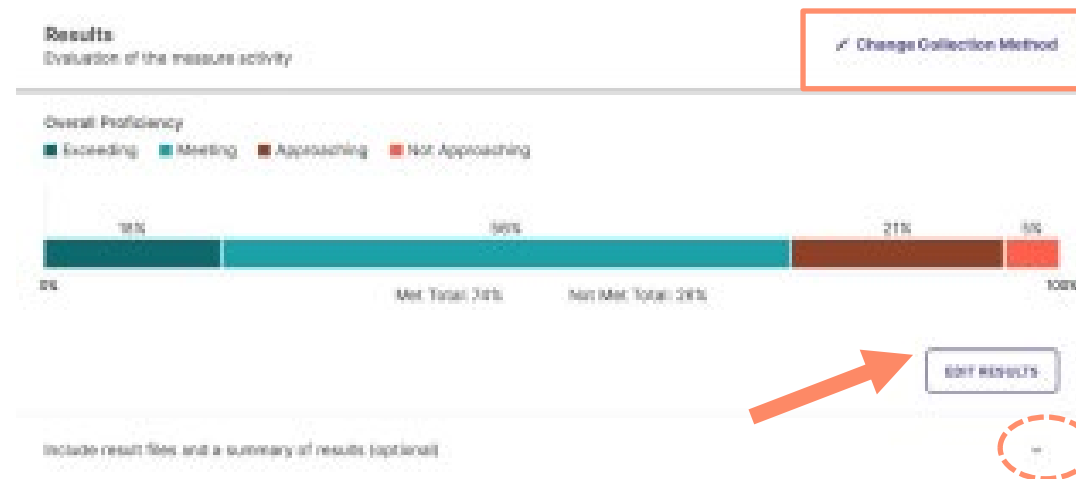 Results
Evaluation of the measure activity
Change Collection Method
Overall Proficiency
Exceeding Meeting Approaching Not Approaching
18% 56% 21% 5%
0% 100%
Met Total: 74% Not Met Total: 26%
EDIT RESULTS
Include result files and a summary of results (optional)